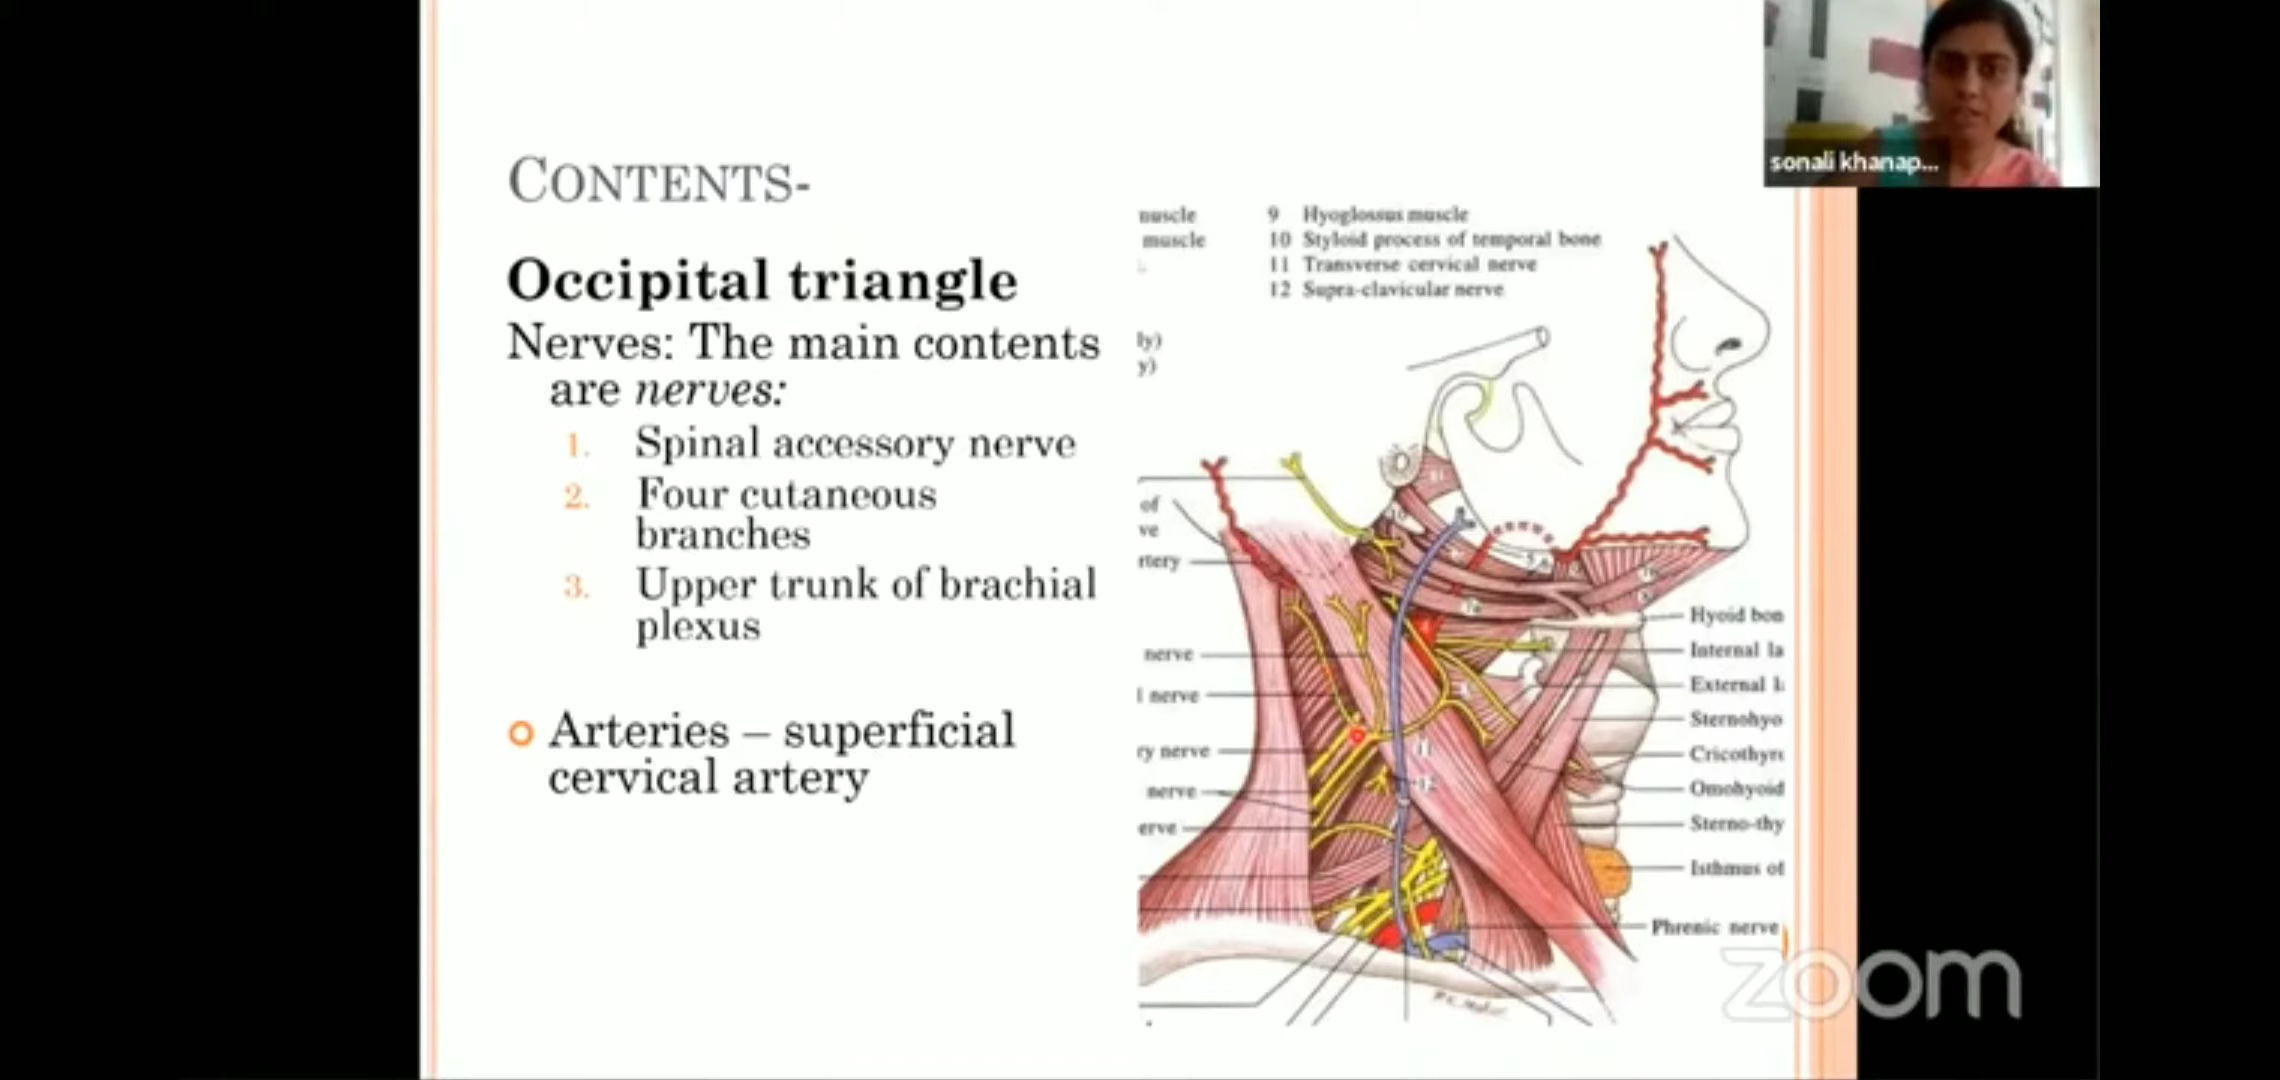 sonali khanap...
CONTENTS-
Occipital triangle
Nerves: The main contents
are nerves:
1. Spinal accessory nerve
2. Four cutaneous
branches
3. Upper trunk of brachial
plexus
Arteries – superficial
cervical artery
muscle
muscle
9 Hyoglossus muscle
10 Styloid process of temporal bone
11 Transverse cervical nerve
12 Supra-clavicular nerve
ly)
y)
of
ve
rtery
nerve
l nerve
ry nerve
nerve
erve
11
12
Hyoid bon
Internal la
External l
Sternohyo
Cricothyr
Omohyoid
Sterno-thy
Isthmus of
Phrenic nerve
zoom